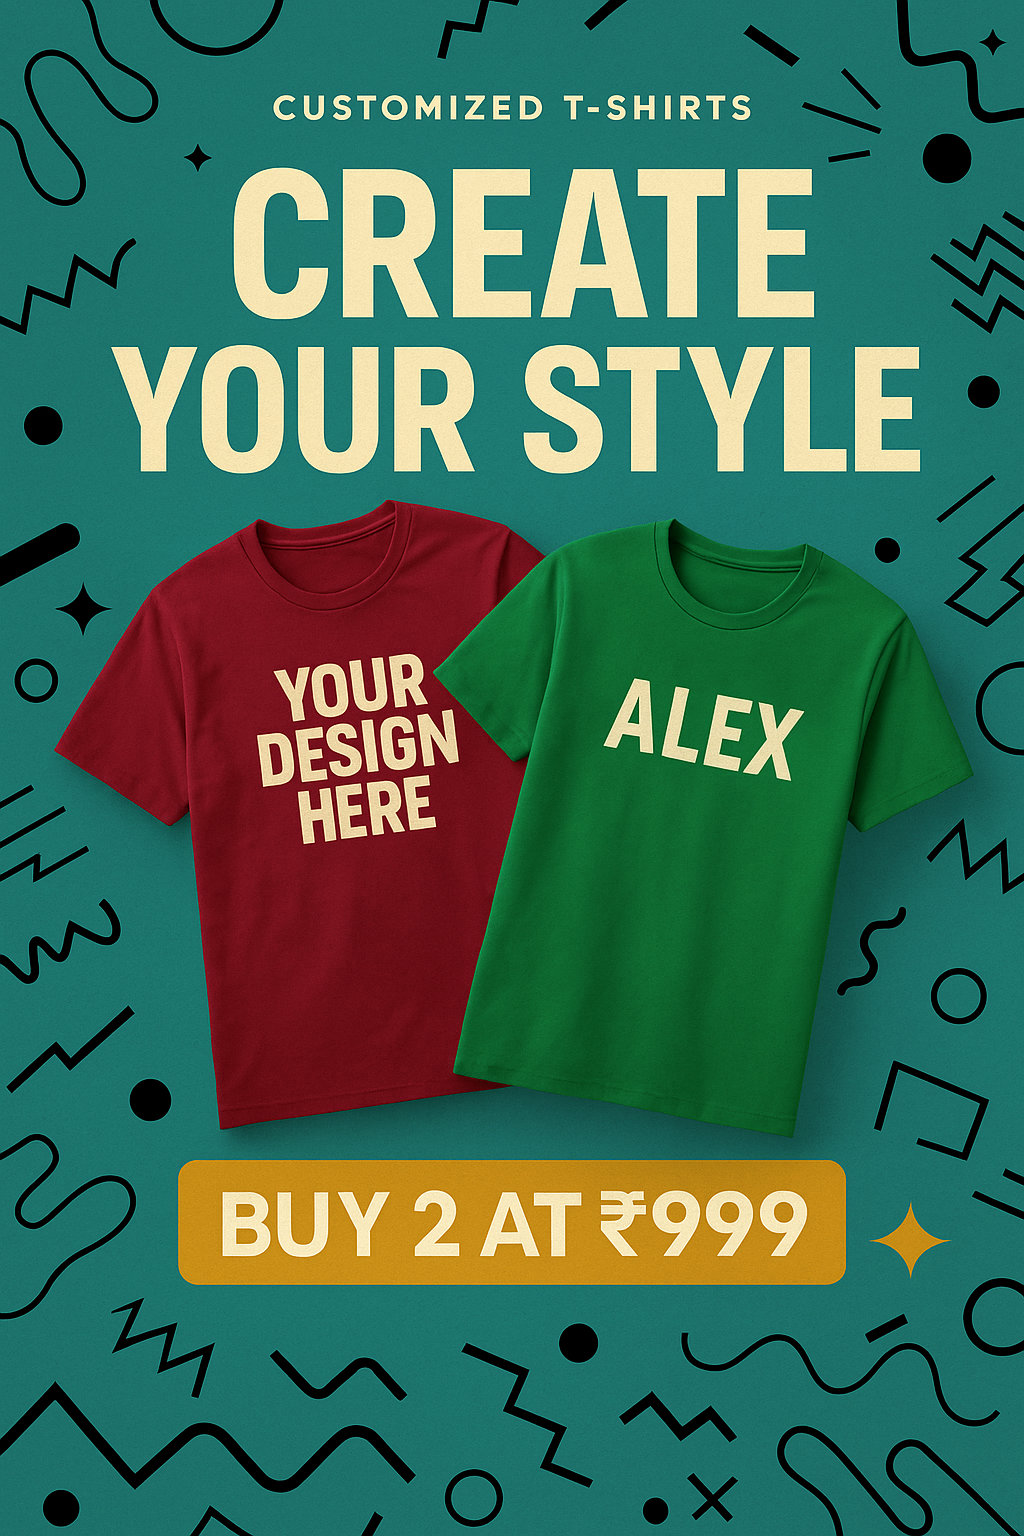 CUSTOMIZED T-SHIRTS
CREATE
YOUR STYLE
YOUR
DESIGN
HERE
ALEX
BUY 2 AT ₹999